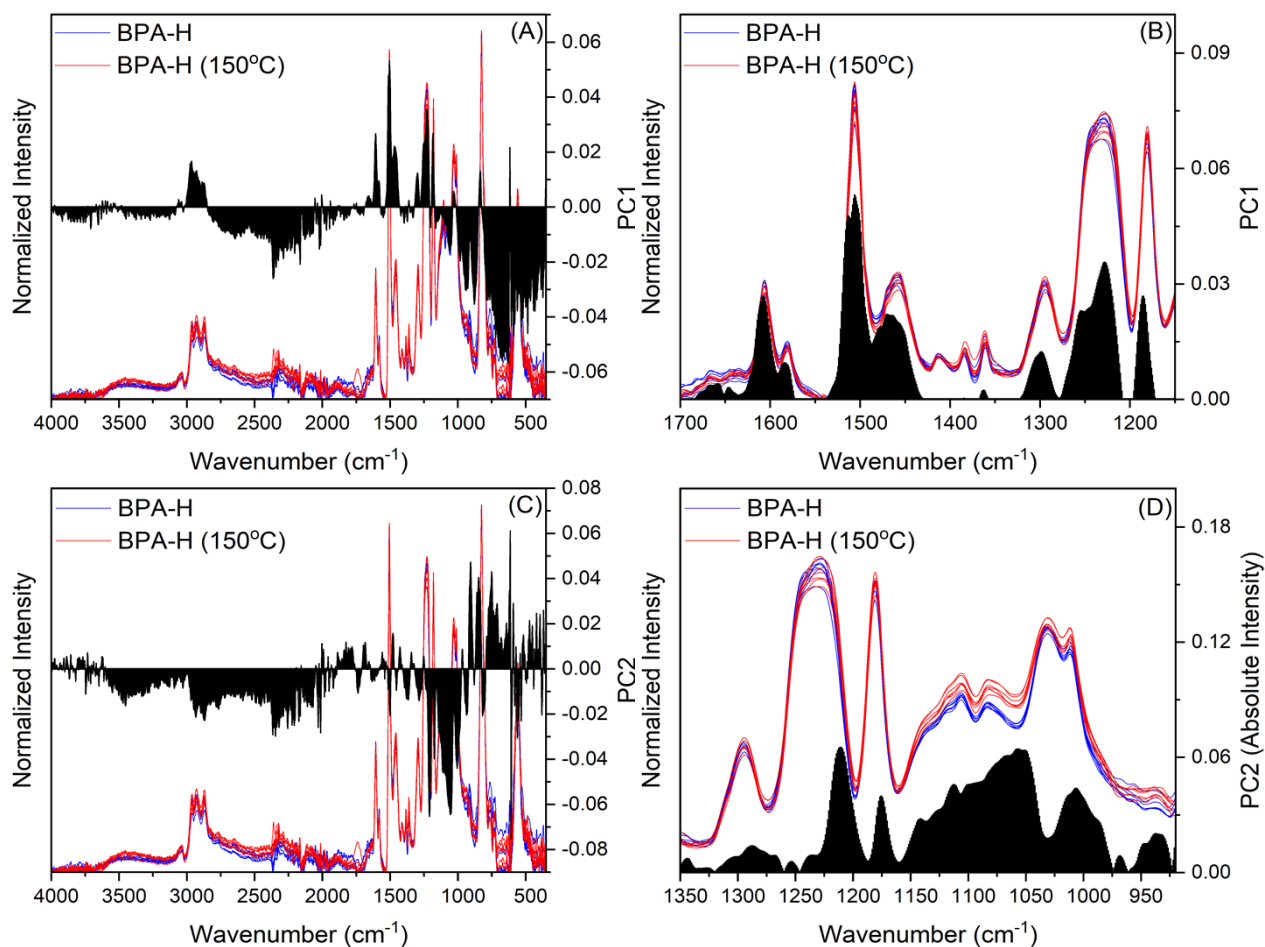 (A)
BPA-H
BPA-H (150°C)
Normalized Intensity
PC1
0.06
0.04
0.02
0.00
-0.02
-0.04
-0.06
4000 3500 3000 2500 2000 1500 1000 500
Wavenumber (cm-1)
(B)
BPA-H
BPA-H (150°C)
Normalized Intensity
PC1
0.09
0.06
0.03
0.00
1700 1600 1500 1400 1300 1200
Wavenumber (cm-1)
(C)
BPA-H
BPA-H (150°C)
Normalized Intensity
PC2
0.08
0.06
0.04
0.02
0.00
-0.02
-0.04
-0.06
-0.08
4000 3500 3000 2500 2000 1500 1000 500
Wavenumber (cm-1)
(D)
BPA-H
BPA-H (150°C)
Normalized Intensity
PC2 (Absolute Intensity)
0.18
0.12
0.06
0.00
1350 1300 1250 1200 1150 1100 1050 1000 950
Wavenumber (cm-1)